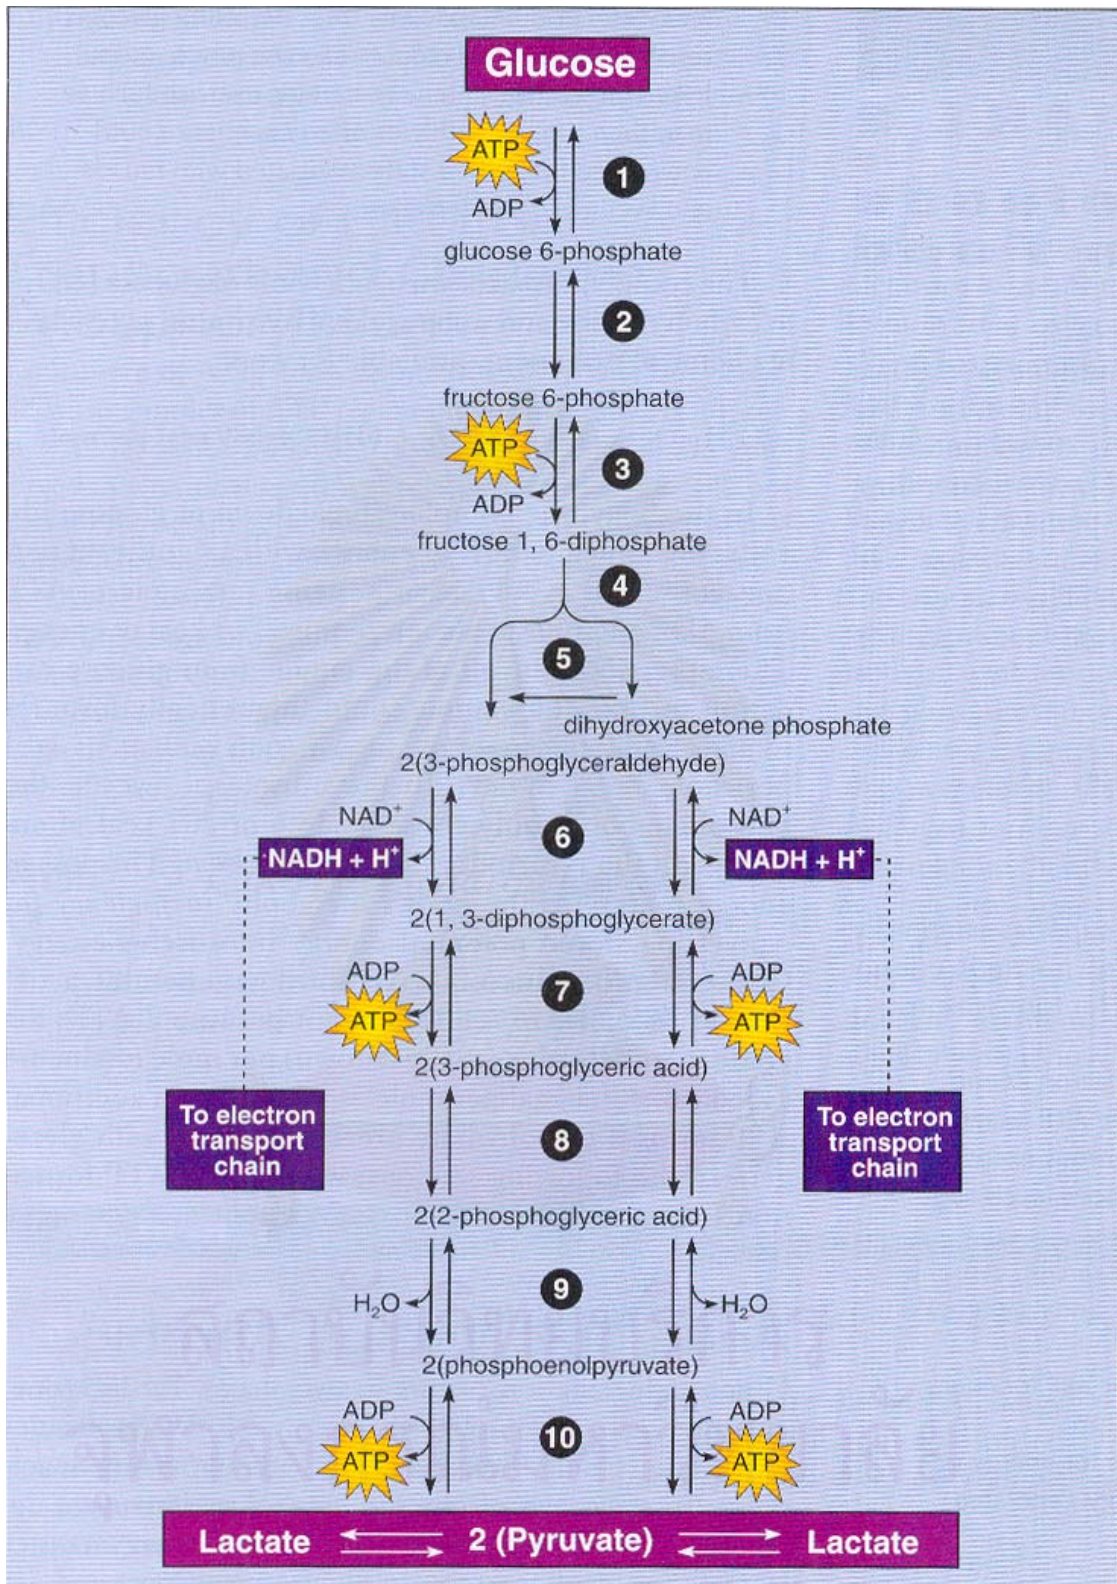 Glucose
ATP
1
ADP
glucose 6-phosphate
2
fructose 6-phosphate
ATP
3
ADP
fructose 1, 6-diphosphate
4
5
dihydroxyacetone phosphate
2(3-phosphoglyceraldehyde)
NAD⁺ NAD⁺
6
NADH + H⁺ NADH + H⁺
2(1, 3-diphosphoglycerate)
ADP ADP
7
ATP ATP
2(3-phosphoglyceric acid)
To electron transport chain
8
To electron transport chain
2(2-phosphoglyceric acid)
9
H₂O H₂O
2(phosphoenolpyruvate)
ADP ADP
10
ATP ATP
Lactate 2 (Pyruvate) Lactate